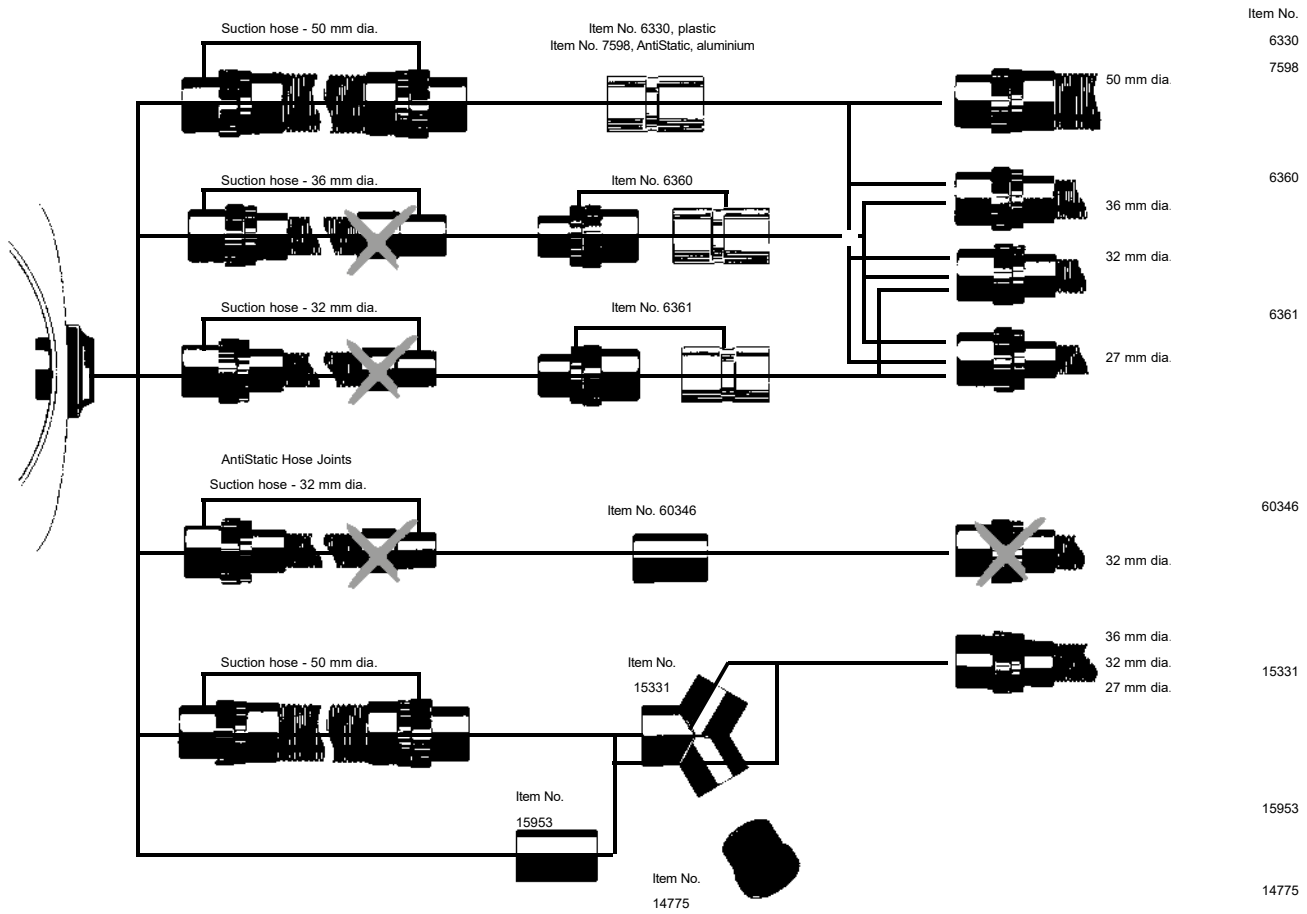 Item No.
Suction hose - 50 mm dia.
Item No. 6330, plastic
Item No. 7598, AntiStatic, aluminium
6330
7598
50 mm dia.
Suction hose - 36 mm dia.
Item No. 6360
6360
36 mm dia.
32 mm dia.
Suction hose - 32 mm dia.
Item No. 6361
6361
27 mm dia.
AntiStatic Hose Joints
Suction hose - 32 mm dia.
Item No. 60346
60346
32 mm dia.
36 mm dia.
Suction hose - 50 mm dia.
Item No.
15331
32 mm dia.
27 mm dia.
15331
Item No.
15953
15953
Item No.
14775
14775